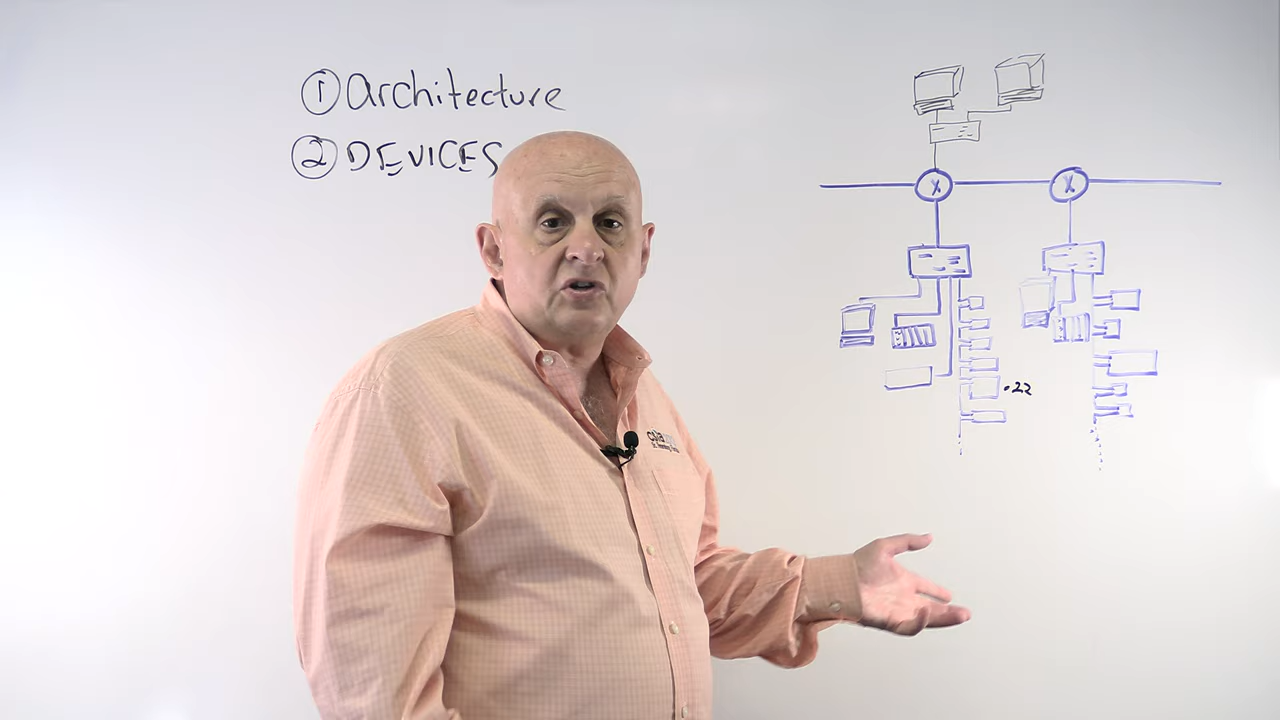 ① Architecture
② DEVICES
X X
.22